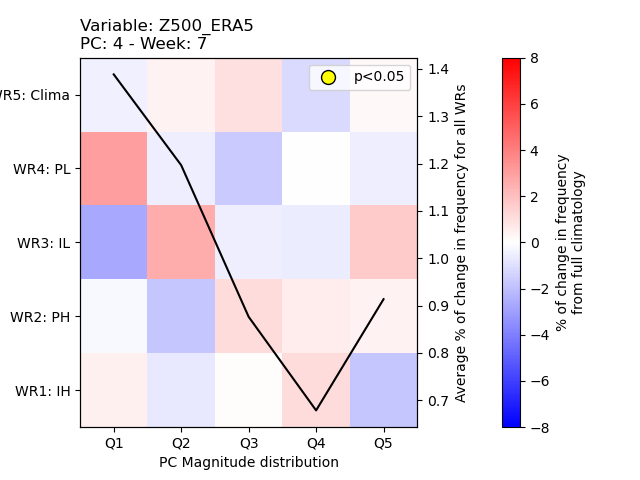 Variable: Z500_ERA5
PC: 4 - Week: 7
p<0.05
WR5: Clima
WR4: PL
WR3: IL
WR2: PH
WR1: IH
Q1 Q2 Q3 Q4 Q5
PC Magnitude distribution
1.4
1.3
1.2
1.1
1.0
0.9
0.8
0.7
Average % of change in frequency for all WRs
8
6
4
2
0
−2
−4
−6
−8
% of change in frequency
from full climatology